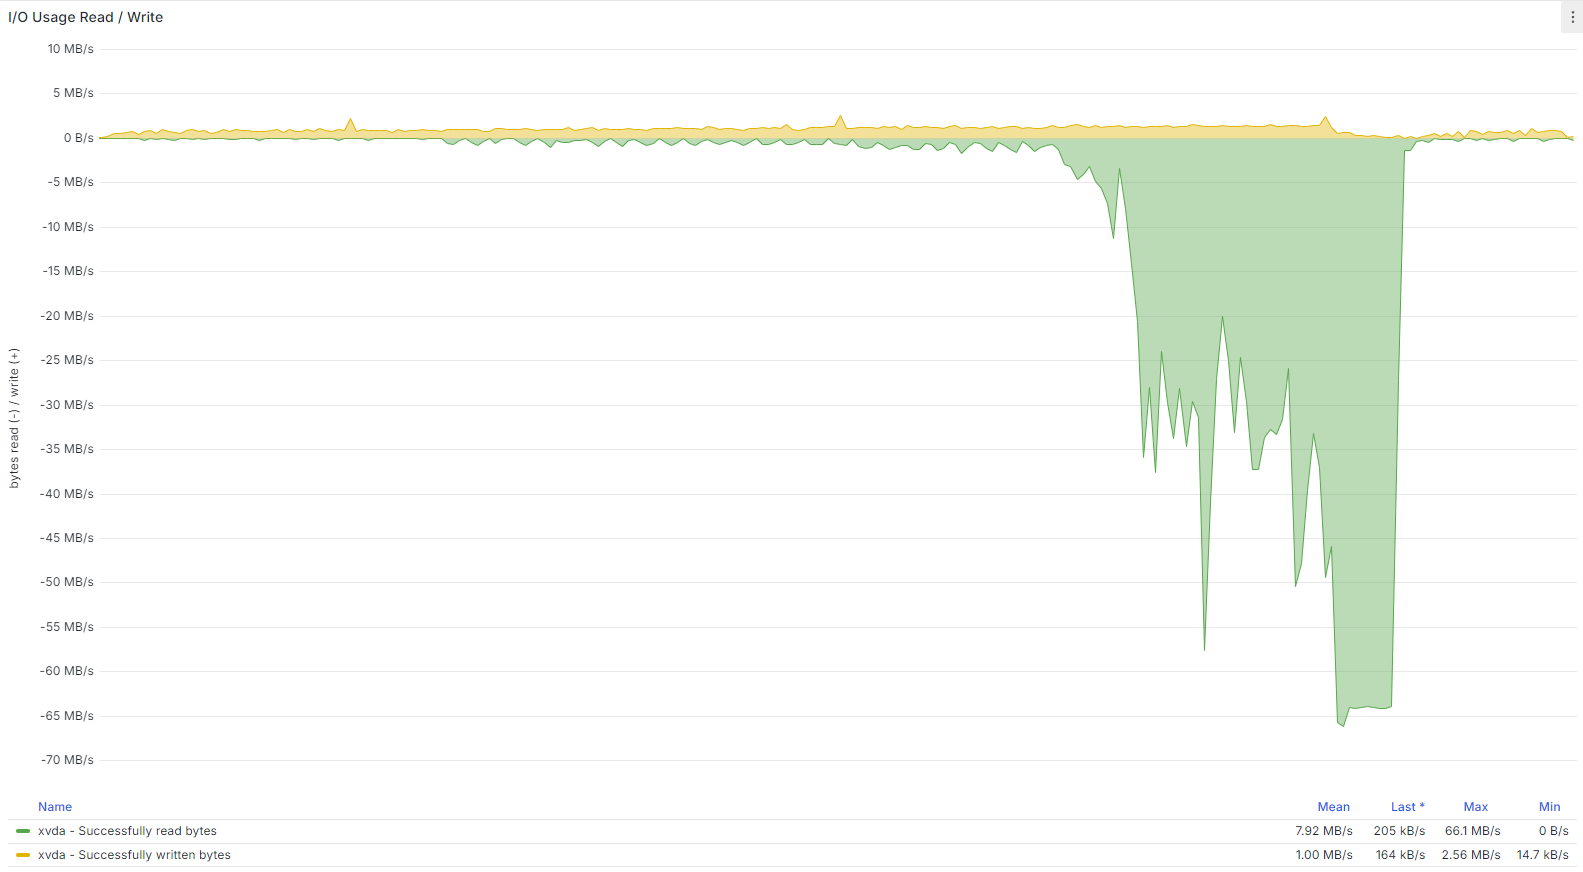 I/O Usage Read / Write
10 MB/s
5 MB/s
0 B/s
-5 MB/s
-10 MB/s
-15 MB/s
-20 MB/s
-25 MB/s
-30 MB/s
-35 MB/s
-40 MB/s
-45 MB/s
-50 MB/s
-55 MB/s
-60 MB/s
-65 MB/s
-70 MB/s
bytes read (-) / write (+)
Name Mean Last * Max Min
xvda - Successfully read bytes 7.92 MB/s 205 kB/s 66.1 MB/s 0 B/s
xvda - Successfully written bytes 1.00 MB/s 164 kB/s 2.56 MB/s 14.7 kB/s